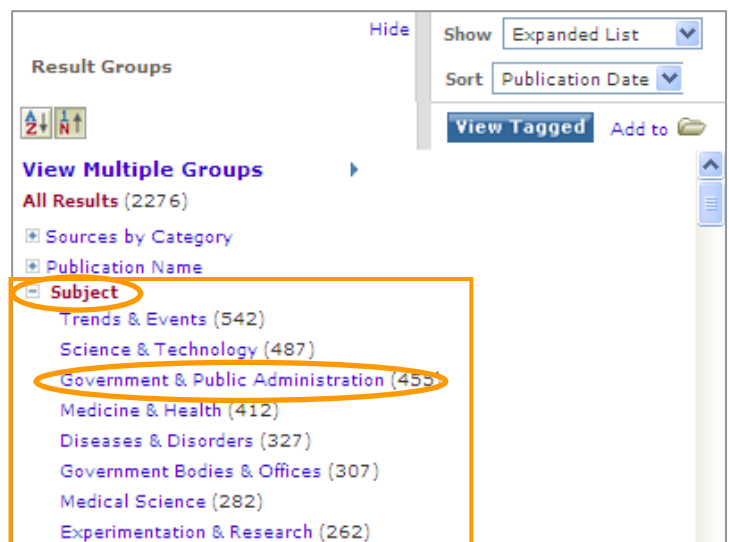 Hide
Show Expanded List
Result Groups
Sort Publication Date
A Z 1 N
View Tagged Add to
View Multiple Groups
All Results (2276)
Sources by Category
Publication Name
Subject
Trends & Events (542)
Science & Technology (487)
Government & Public Administration (455)
Medicine & Health (412)
Diseases & Disorders (327)
Government Bodies & Offices (307)
Medical Science (282)
Experimentation & Research (262)